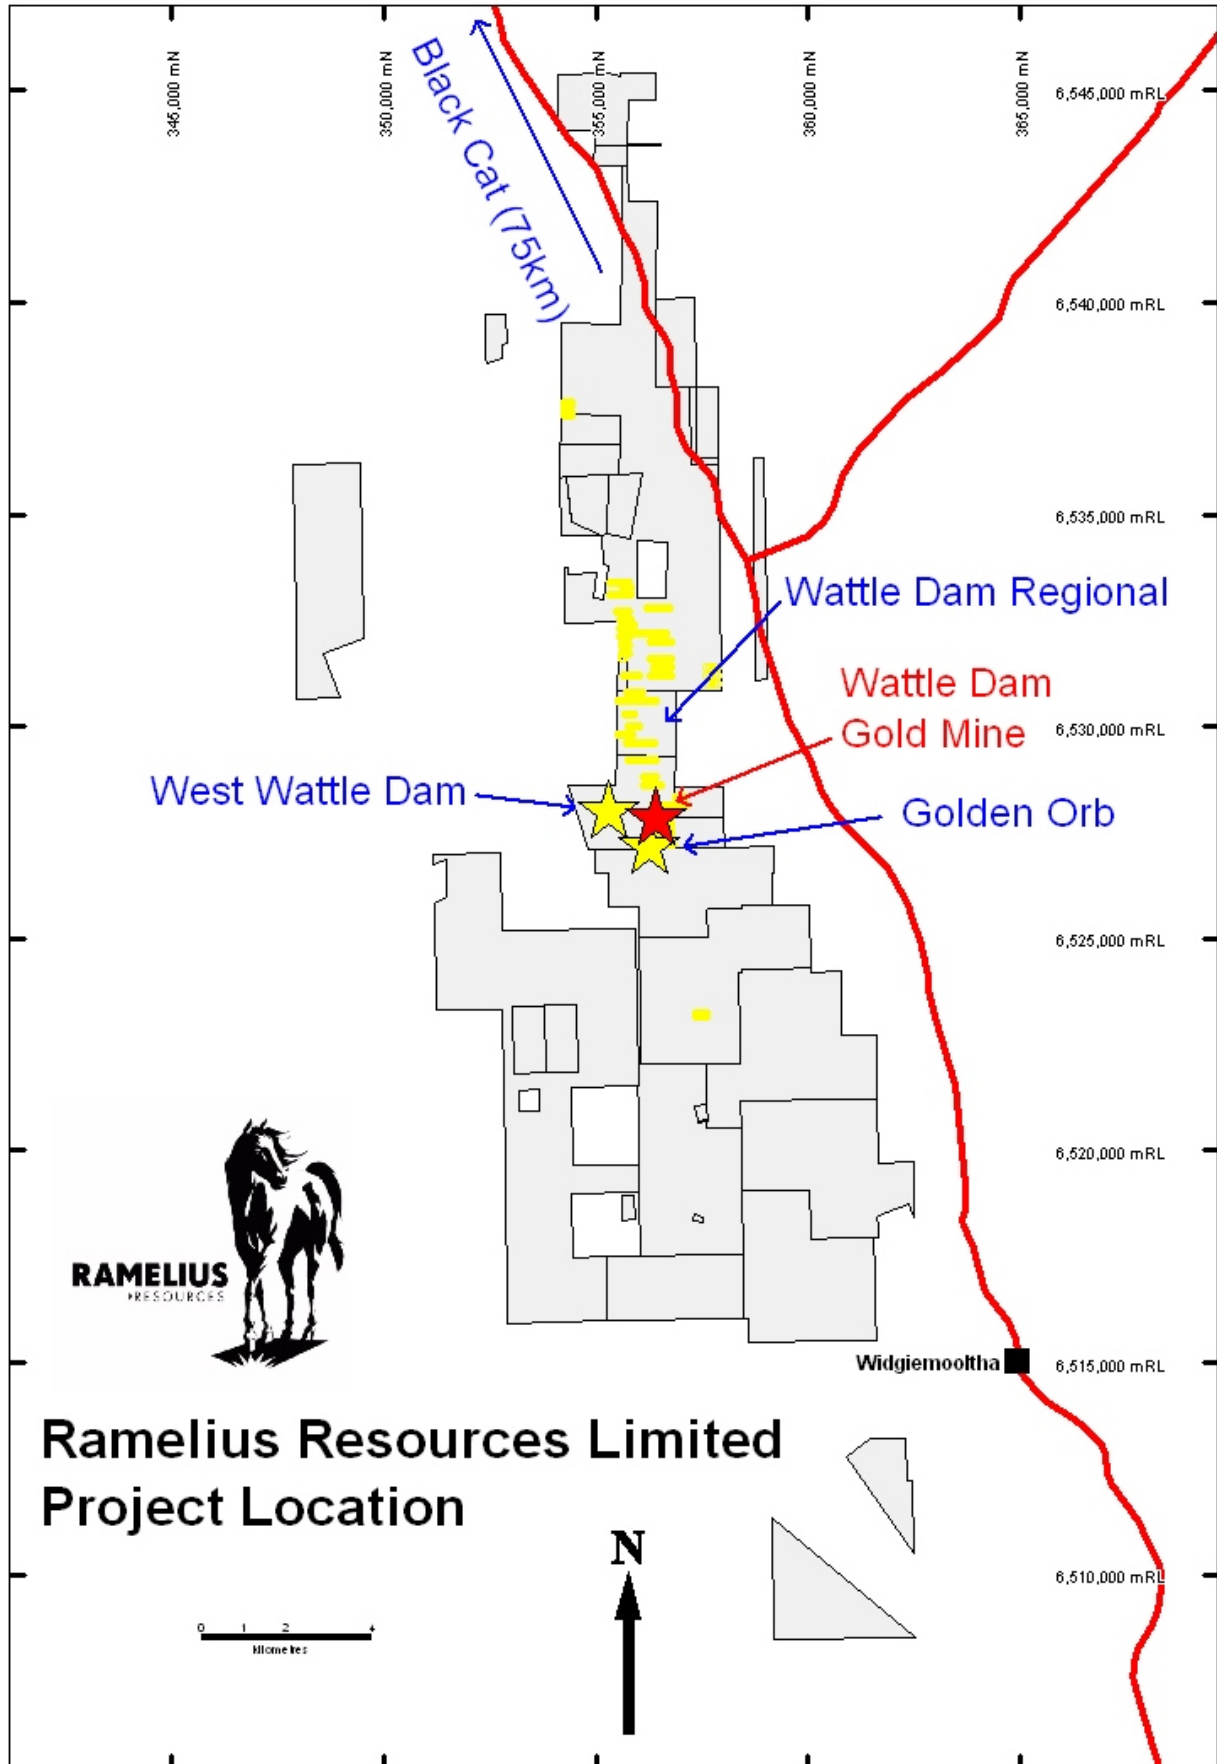 345,000 mN
350,000 mN
355,000 mN
360,000 mN
365,000 mN
6,545,000 mRL
Black Cat (75km)
6,540,000 mRL
6,535,000 mRL
Wattle Dam Regional
Wattle Dam
Gold Mine
6,530,000 mRL
West Wattle Dam
Golden Orb
6,525,000 mRL
6,520,000 mRL
RAMELIUS
RESOURCES
Widgiemooltha
6,515,000 mRL
Ramelius Resources Limited
Project Location
N
6,510,000 mRL
0 1 2 4
kilometres